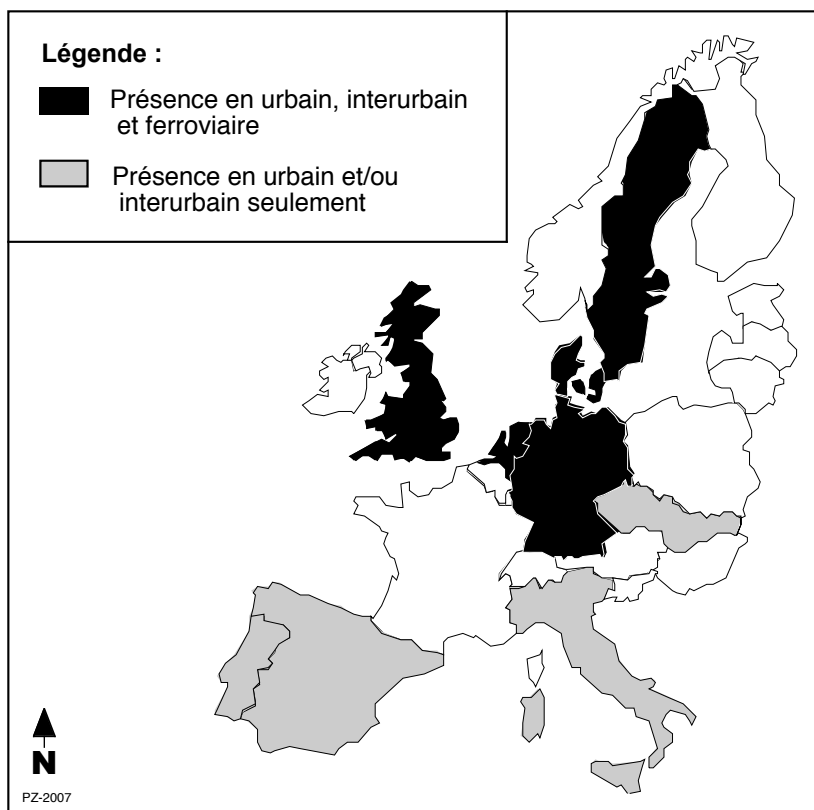 Légende :
Présence en urbain, interurbain
et ferroviaire
Présence en urbain et/ou
interurbain seulement
N
PZ-2007